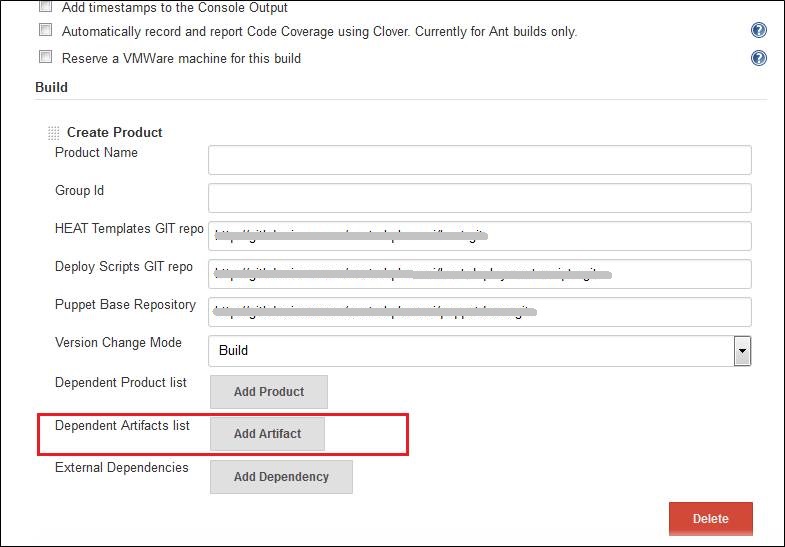 Add timestamps to the Console Output
Automatically record and report Code Coverage using Clover. Currently for Ant builds only.
Reserve a VMWare machine for this build
Build
Create Product
Product Name
Group Id
HEAT Templates GIT repo
Deploy Scripts GIT repo
Puppet Base Repository
Version Change Mode
Build
Dependent Product list
Add Product
Dependent Artifacts list
Add Artifact
External Dependencies
Add Dependency
Delete